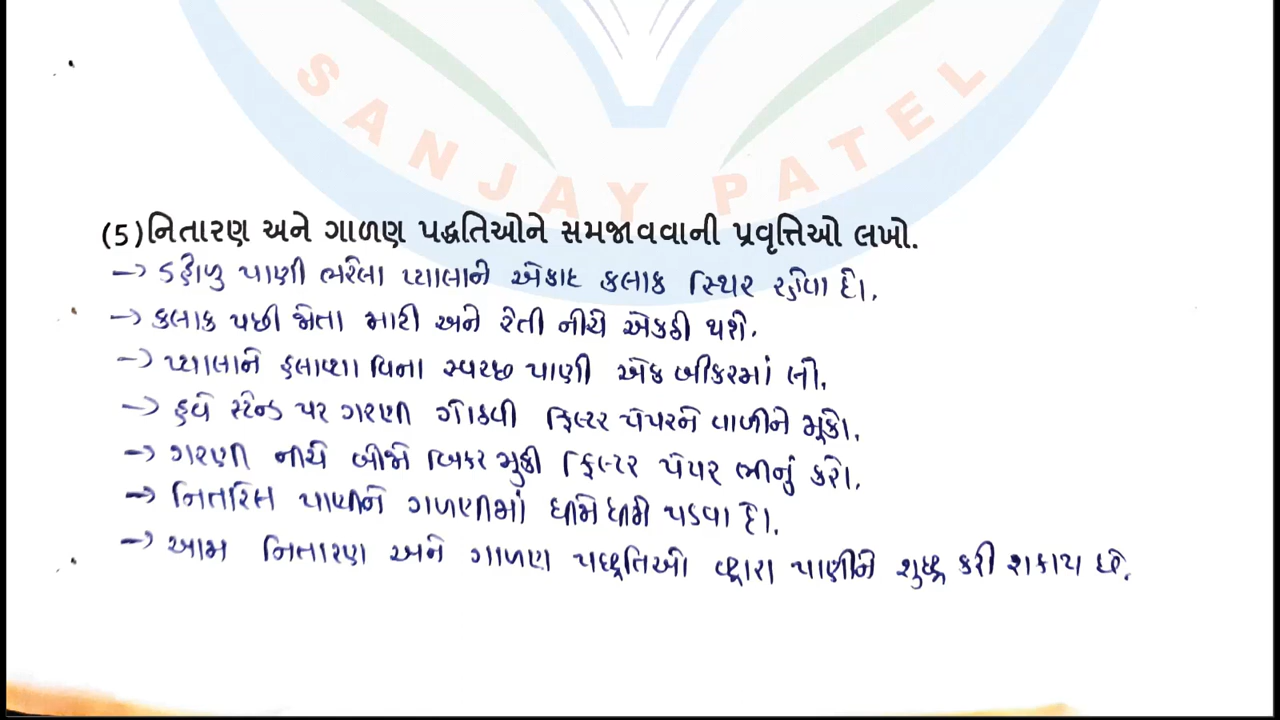 SANJAY PATEL
(5) નિતારણ અને ગાળણ પદ્ધતિઓને સમજાવવાની પ્રવૃત્તિઓ લખો.
→ ડહોળુ પાણી ભરેલા પ્યાલાને એકાદ કલાક સ્થિર રહેવા દો.
→ કલાક પછી જોતા માટી અને રેતી નીચે એકઠી થશે.
→ પ્યાલાને હલાવ્યા વિના સ્વચ્છ પાણી એક બીકરમાં લો.
→ હવે સ્ટેન્ડ પર ગરણી ગોઠવી ફિલ્ટર પેપરને વાળીને મૂકો.
→ ગરણી નીચે બીજો બિકર મુકી ફિલ્ટર પેપર ભીનું કરો.
→ નિતરિત પાણીને ગળણીમાં ધીમે ધીમે પડવા દો.
→ આમ નિતારણ અને ગાળણ પધ્ધતિઓ દ્વારા પાણીને શુધ્ધ કરી શકાય છે.